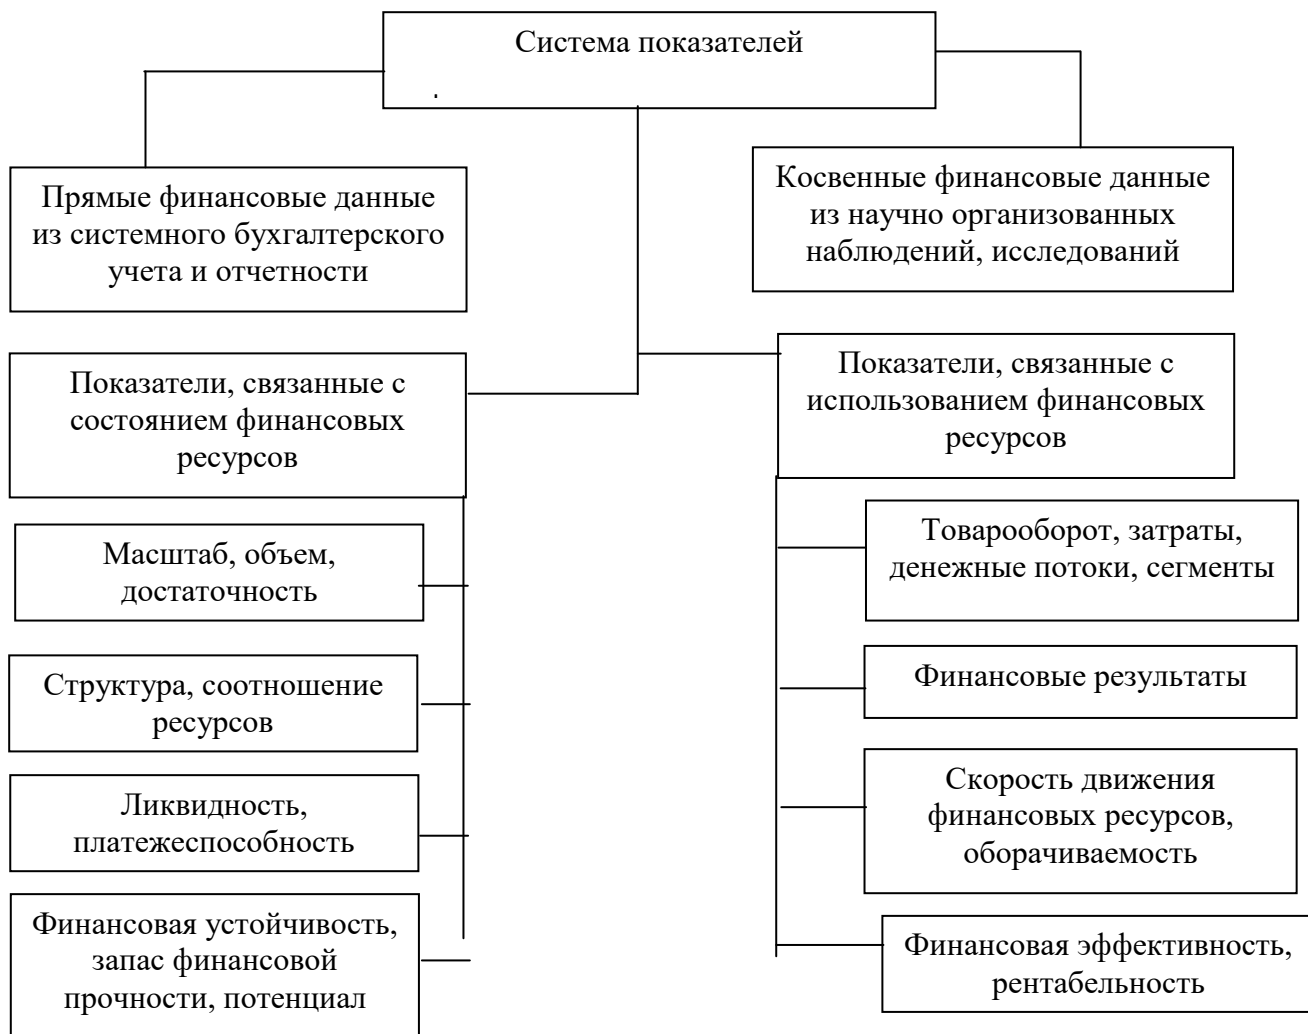 Система показателей
.
Прямые финансовые данные
из системного бухгалтерского
учета и отчетности
Косвенные финансовые данные
из научно организованных
наблюдений, исследований
Показатели, связанные с
состоянием финансовых
ресурсов
Показатели, связанные с
использованием финансовых
ресурсов
Масштаб, объем,
достаточность
Структура, соотношение
ресурсов
Ликвидность,
платежеспособность
Финансовая устойчивость,
запас финансовой
прочности, потенциал
Товарооборот, затраты,
денежные потоки, сегменты
Финансовые результаты
Скорость движения
финансовых ресурсов,
оборачиваемость
Финансовая эффективность,
рентабельность